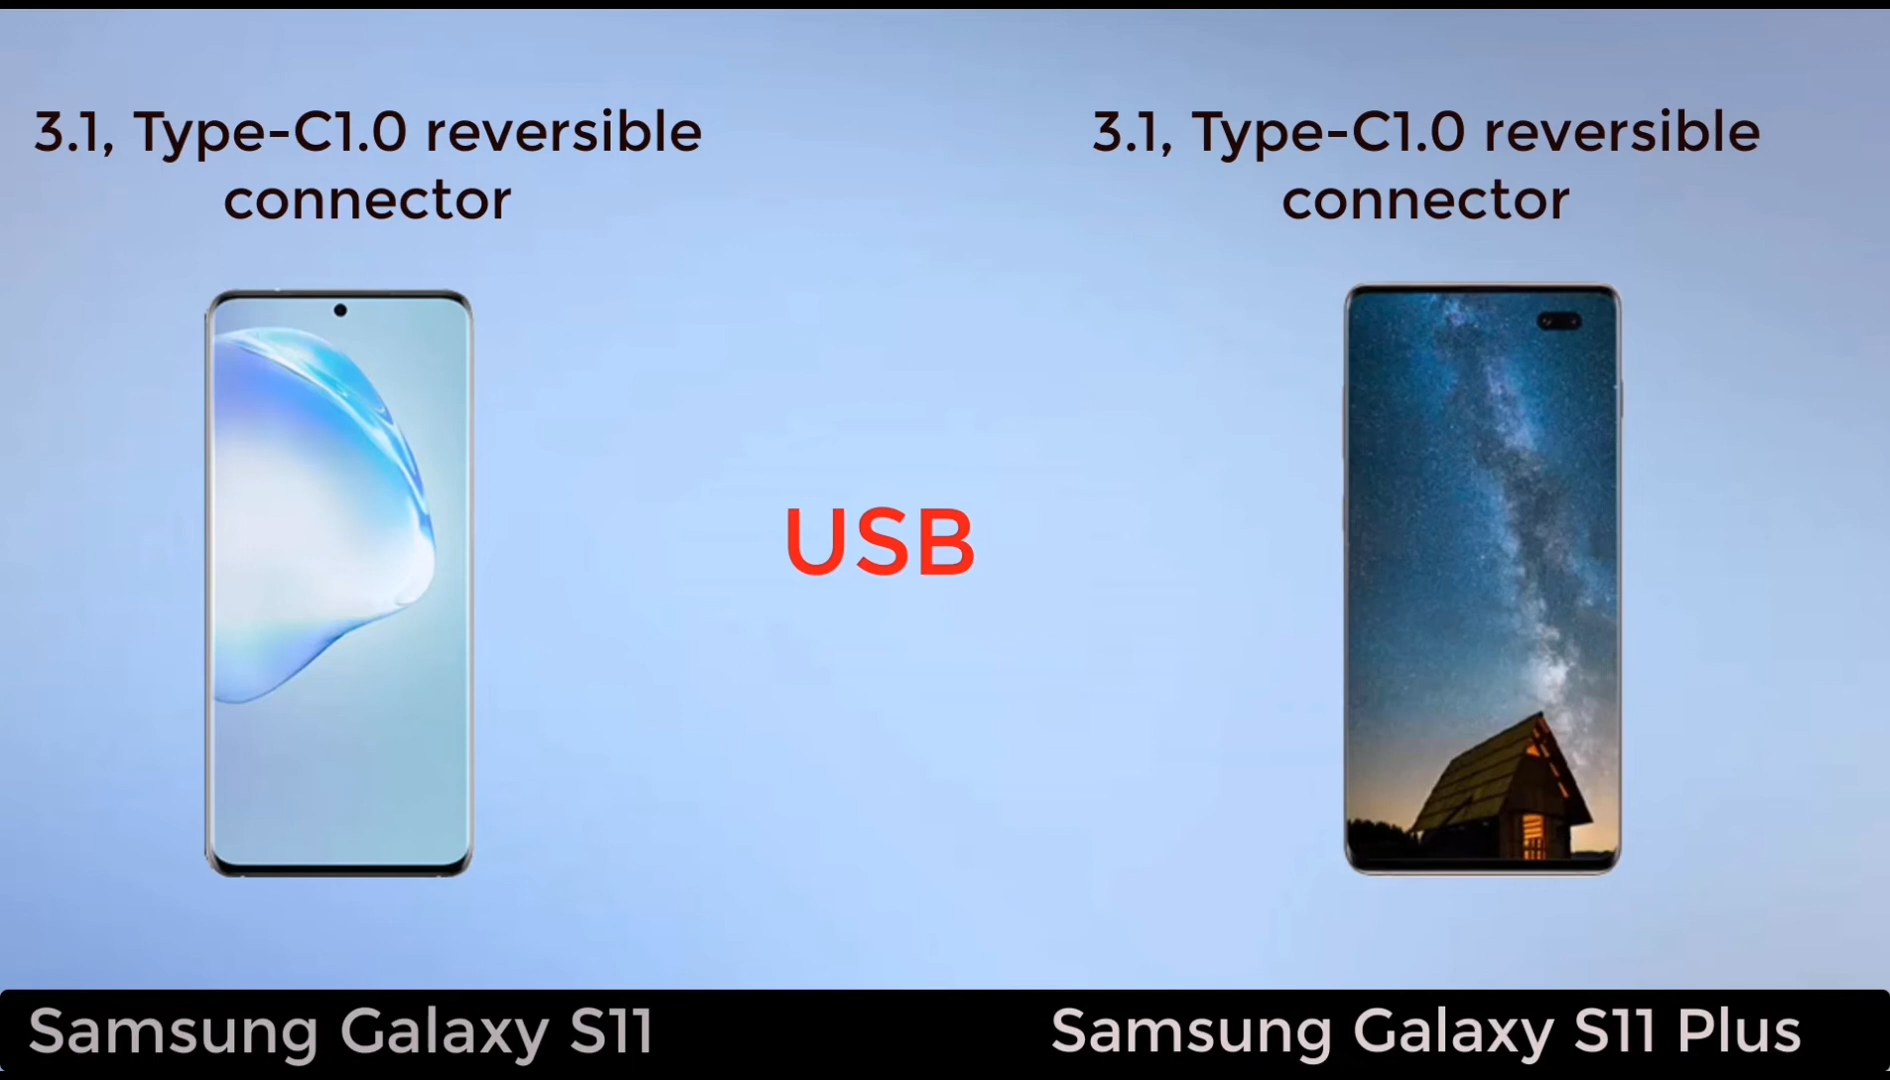 3.1, Type-C1.0 reversible
connector
3.1, Type-C1.0 reversible
connector
USB
Samsung Galaxy S11
Samsung Galaxy S11 Plus